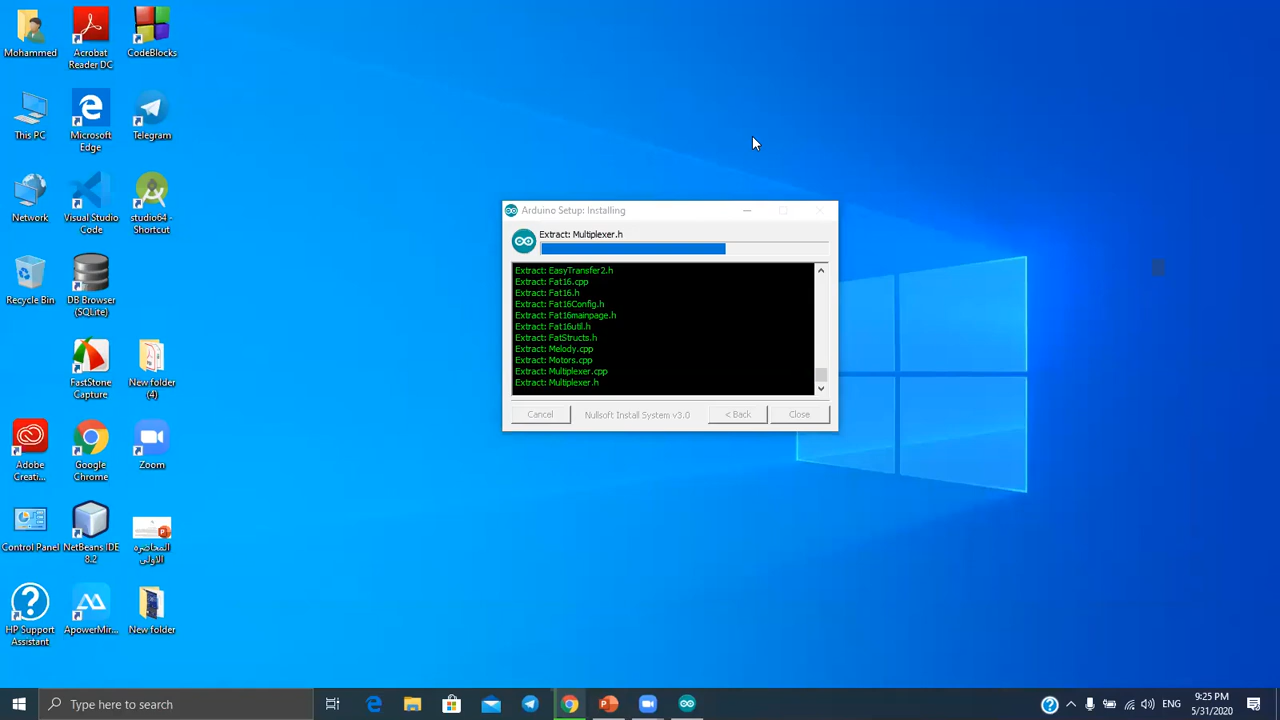 Mohammed
Acrobat
Reader DC
CodeBlocks
This PC
Microsoft
Edge
Telegram
Network
Visual Studio
Code
studio64 -
Shortcut
Recycle Bin
DB Browser
(SQLite)
FastStone
Capture
New folder
(4)
Adobe
Creati...
Google
Chrome
Zoom
Control Panel
NetBeans IDE
8.2
المحاضره
الاولى
HP Support
Assistant
ApowerMir...
New folder
Arduino Setup: Installing
Extract: Multiplexer.h
Extract: EasyTransfer2.h
Extract: Fat16.cpp
Extract: Fat16.h
Extract: Fat16Config.h
Extract: Fat16mainpage.h
Extract: Fat16util.h
Extract: FatStructs.h
Extract: Melody.cpp
Extract: Motors.cpp
Extract: Multiplexer.cpp
Extract: Multiplexer.h
Cancel
Nullsoft Install System v3.0
< Back
Close
Type here to search
ENG
9:25 PM
5/31/2020